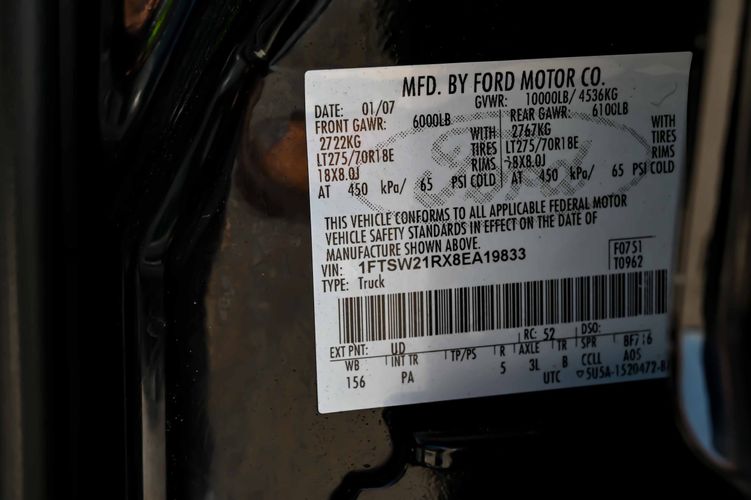 MFD. BY FORD MOTOR CO.
DATE: 01/07 GVWR: 10000LB/ 4536KG
FRONT GAWR: 6000LB REAR GAWR: 6100LB
2722KG WITH 2767KG WITH
LT275/70R18E TIRES LT275/70R18E TIRES
18X8.0J RIMS 18X8.0J RIMS
AT 450 kPa/ 65 PSI COLD AT 450 kPa/ 65 PSI COLD
Ford
THIS VEHICLE CONFORMS TO ALL APPLICABLE FEDERAL MOTOR
VEHICLE SAFETY STANDARDS IN EFFECT ON THE DATE OF
MANUFACTURE SHOWN ABOVE.
VIN: 1FTSW21RX8EA19833 F0751
TYPE: Truck T0962
EXT PNT: UD RC: 52 DSO:
WB INT TR TP/PS R AXLE TR SPR
156 PA 5 3L B CCLL A05
UTC